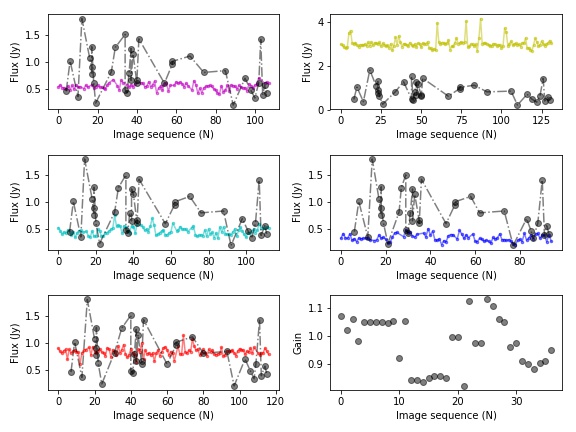 Flux (Jy)
1.5
1.0
0.5
0 20 40 60 80 100
Image sequence (N)
Flux (Jy)
4
2
0
0 25 50 75 100 125
Image sequence (N)
Flux (Jy)
1.5
1.0
0.5
0 20 40 60 80 100
Image sequence (N)
Flux (Jy)
1.5
1.0
0.5
0 20 40 60 80
Image sequence (N)
Flux (Jy)
1.5
1.0
0.5
0 20 40 60 80 100 120
Image sequence (N)
Gain
1.1
1.0
0.9
0 10 20 30
Image sequence (N)